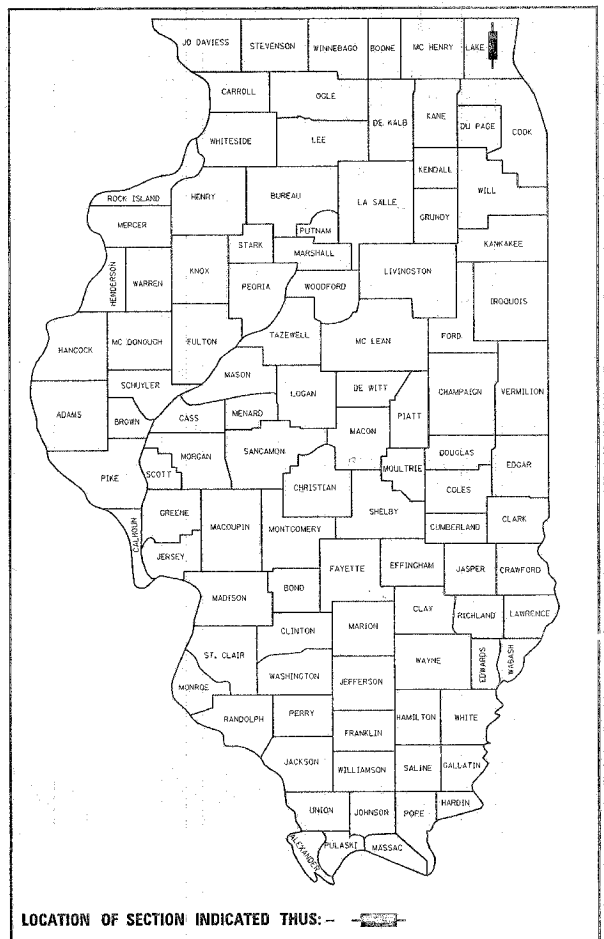 JO DAVIESS STEVENSON WINNEBAGO BOONE MC HENRY LAKE
CARROLL OGLE DE KALB KANE DU PAGE COOK
WHITESIDE LEE
KENDALL WILL
ROCK ISLAND HENRY BUREAU LA SALLE GRUNDY
MERCER PUTNAM
STARK MARSHALL KANKAKEE
HENDERSON WARREN KNOX PEORIA WOODFORD LIVINGSTON IROQUOIS
HANCOCK MC DONOUGH FULTON TAZEWELL MC LEAN FORD
SCHUYLER MASON LOGAN DE WITT CHAMPAIGN VERMILION
ADAMS BROWN CASS MENARD PIATT
MACON
MORGAN SANGAMON DOUGLAS EDGAR
PIKE SCOTT CHRISTIAN MOULTRIE COLES
GREENE MACOUPIN MONTGOMERY SHELBY CUMBERLAND CLARK
CALHOUN JERSEY
FAYETTE EFFINGHAM JASPER CRAWFORD
MADISON BOND
CLAY RICHLAND LAWRENCE
CLINTON MARION
ST. CLAIR WAYNE EDWARDS WABASH
WASHINGTON JEFFERSON
MONROE
RANDOLPH PERRY HAMILTON WHITE
FRANKLIN
JACKSON WILLIAMSON SALINE GALLATIN
UNION JOHNSON POPE HARDIN
ALEXANDER PULASKI MASSAC
LOCATION OF SECTION INDICATED THUS: -